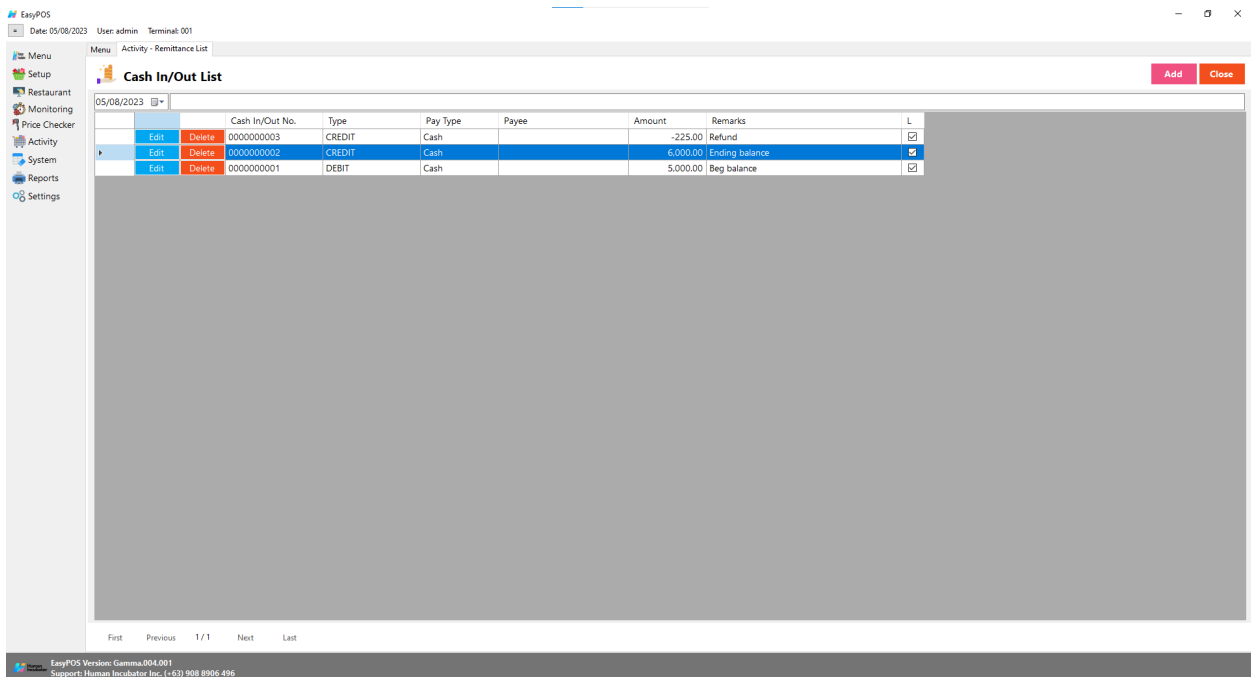 EasyPOS
Date: 05/08/2023 User: admin Terminal: 001
Menu
Setup
Restaurant
Monitoring
Price Checker
Activity
System
Reports
Settings
Menu Activity - Remittance List
Cash In/Out List
Add Close
05/08/2023
Cash In/Out No. Type Pay Type Payee Amount Remarks L
Edit Delete 0000000003 CREDIT Cash -225.00 Refund
Edit Delete 0000000002 CREDIT Cash 6,000.00 Ending balance
Edit Delete 0000000001 DEBIT Cash 5,000.00 Beg balance
First Previous 1 / 1 Next Last
Human Incubator
EasyPOS Version: Gamma.004.001
Support: Human Incubator Inc. (+63) 908 8906 496